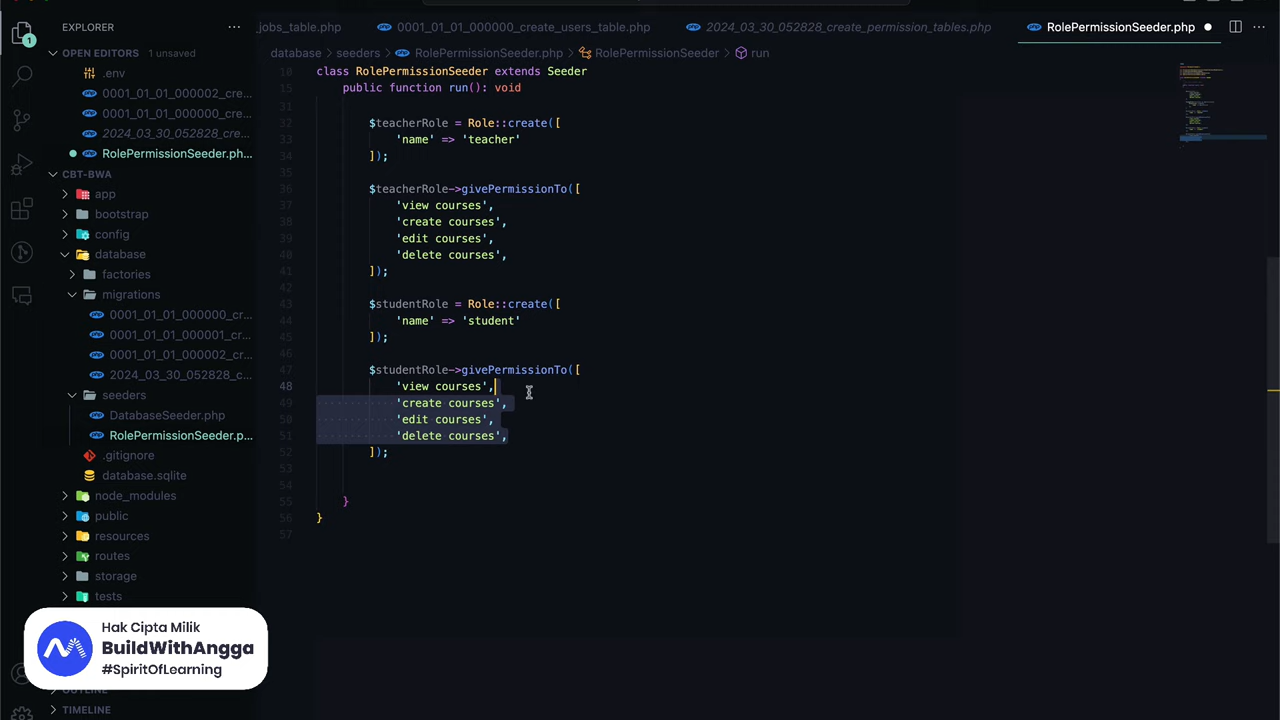 EXPLORER
OPEN EDITORS 1 unsaved
.env
0001_01_01_000002_cre...
0001_01_01_000000_cre...
2024_03_30_052828_cre...
RolePermissionSeeder.ph...
CBT-BWA
app
bootstrap
config
database
factories
migrations
0001_01_01_000000_cr...
0001_01_01_000001_cr...
0001_01_01_000002_cr...
2024_03_30_052828_c...
seeders
DatabaseSeeder.php
RolePermissionSeeder.p...
.gitignore
database.sqlite
node_modules
public
resources
routes
storage
tests
OUTLINE
TIMELINE
1
jobs_table.php
0001_01_01_000000_create_users_table.php
2024_03_30_052828_create_permission_tables.php
RolePermissionSeeder.php
database > seeders > RolePermissionSeeder.php > RolePermissionSeeder > run
10 class RolePermissionSeeder extends Seeder
15 public function run(): void
31
32 $teacherRole = Role::create([
33 'name' => 'teacher'
34 ]);
35
36 $teacherRole->givePermissionTo([
37 'view courses',
38 'create courses',
39 'edit courses',
40 'delete courses',
41 ]);
42
43 $studentRole = Role::create([
44 'name' => 'student'
45 ]);
46
47 $studentRole->givePermissionTo([
48 'view courses',
49 'create courses',
50 'edit courses',
51 'delete courses',
52 ]);
53
54
55 }
56 }
57
Hak Cipta Milik
BuildWithAngga
#SpiritOfLearning